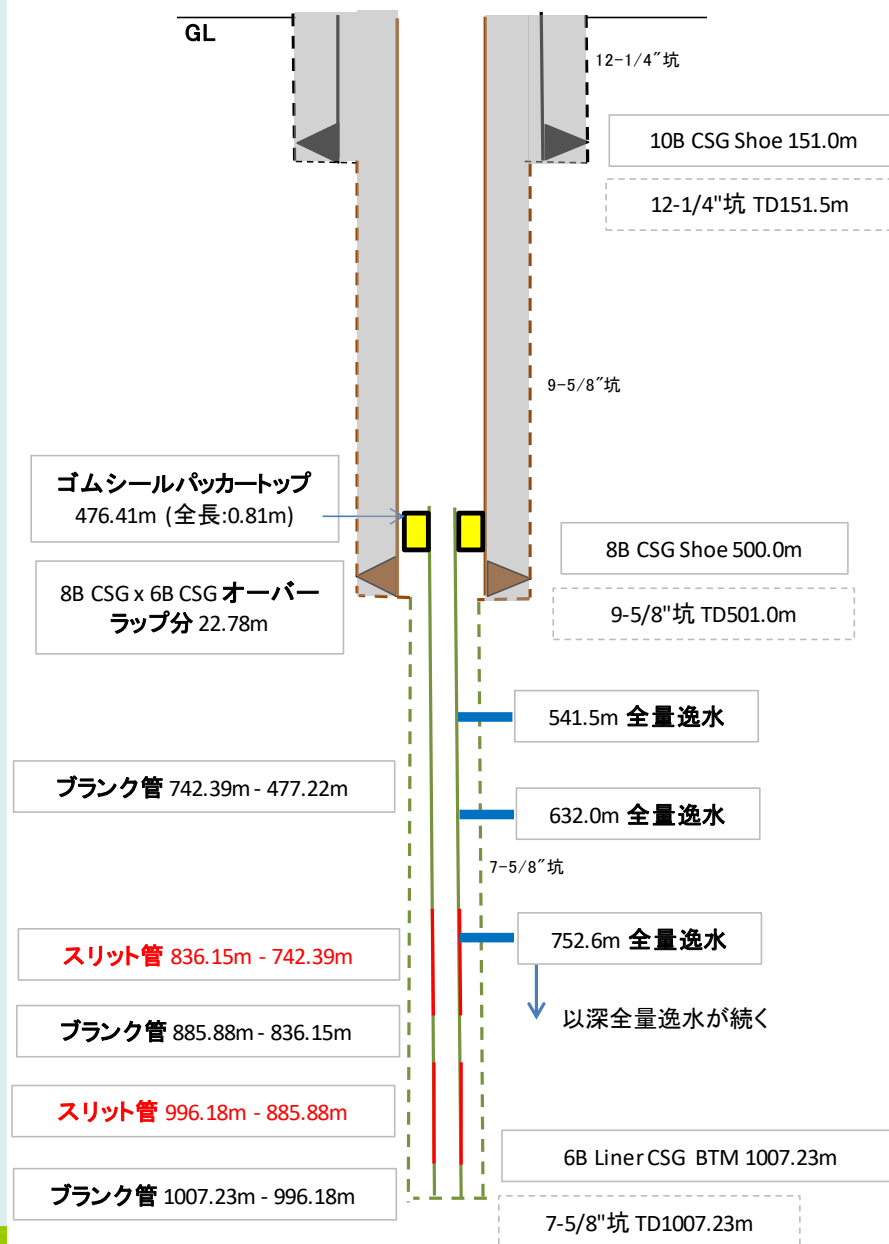 GL
12-1/4″坑
10B CSG Shoe 151.0m
12-1/4"坑 TD151.5m
9-5/8″坑
ゴムシールパッカートップ
476.41m (全長:0.81m)
8B CSG Shoe 500.0m
8B CSG x 6B CSG オーバー
ラップ分 22.78m
9-5/8"坑 TD501.0m
541.5m 全量逸水
ブランク管 742.39m - 477.22m
632.0m 全量逸水
7-5/8″坑
752.6m 全量逸水
スリット管 836.15m - 742.39m
以深全量逸水が続く
ブランク管 885.88m - 836.15m
スリット管 996.18m - 885.88m
6B Liner CSG BTM 1007.23m
ブランク管 1007.23m - 996.18m
7-5/8"坑 TD1007.23m